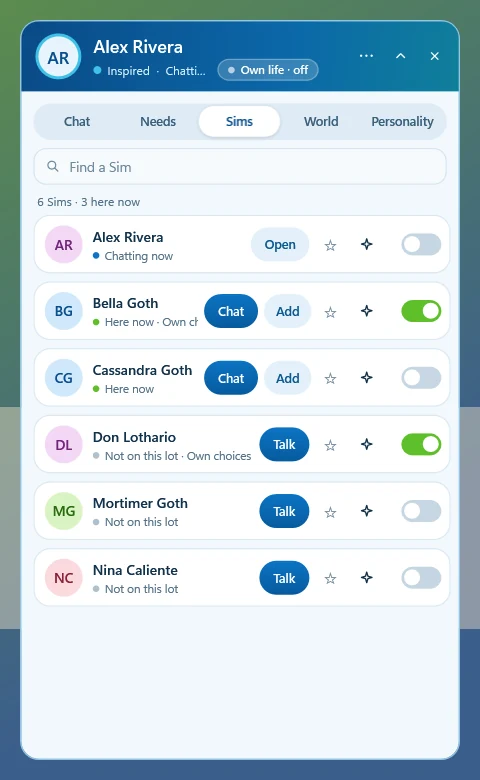 AR
Alex Rivera
Inspired · Chatti...
Own life · off
Chat Needs Sims World Personality
Find a Sim
6 Sims · 3 here now
AR
Alex Rivera
Chatting now
Open
BG
Bella Goth
Here now · Own ch
Chat Add
CG
Cassandra Goth
Here now
Chat Add
DL
Don Lothario
Not on this lot · Own choices
Talk
MG
Mortimer Goth
Not on this lot
Talk
NC
Nina Caliente
Not on this lot
Talk